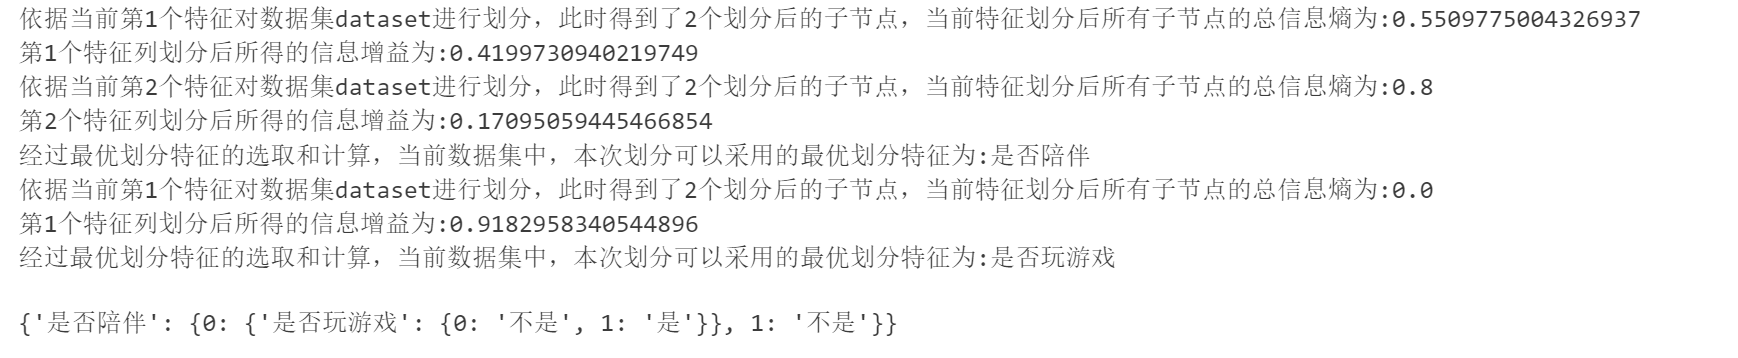 依据当前第1个特征对数据集dataset进行划分，此时得到了2个划分后的子节点，当前特征划分后所有子节点的总信息熵为:0.5509775004326937
第1个特征列划分后所得的信息增益为:0.4199730940219749
依据当前第2个特征对数据集dataset进行划分，此时得到了2个划分后的子节点，当前特征划分后所有子节点的总信息熵为:0.8
第2个特征列划分后所得的信息增益为:0.17095059445466854
经过最优划分特征的选取和计算，当前数据集中，本次划分可以采用的最优划分特征为:是否陪伴
依据当前第1个特征对数据集dataset进行划分，此时得到了2个划分后的子节点，当前特征划分后所有子节点的总信息熵为:0.0
第1个特征列划分后所得的信息增益为:0.9182958340544896
经过最优划分特征的选取和计算，当前数据集中，本次划分可以采用的最优划分特征为:是否玩游戏
{'是否陪伴': {0: {'是否玩游戏': {0: '不是', 1: '是'}}, 1: '不是'}}